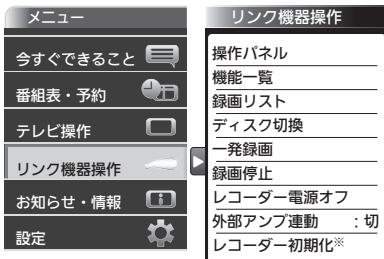 メニュー
今すぐできること
番組表・予約
テレビ操作
リンク機器操作
お知らせ・情報
設定
リンク機器操作
操作パネル
機能一覧
録画リスト
ディスク切換
一発録画
録画停止
レコーダー電源オフ
外部アンプ連動 :切
レコーダー初期化※